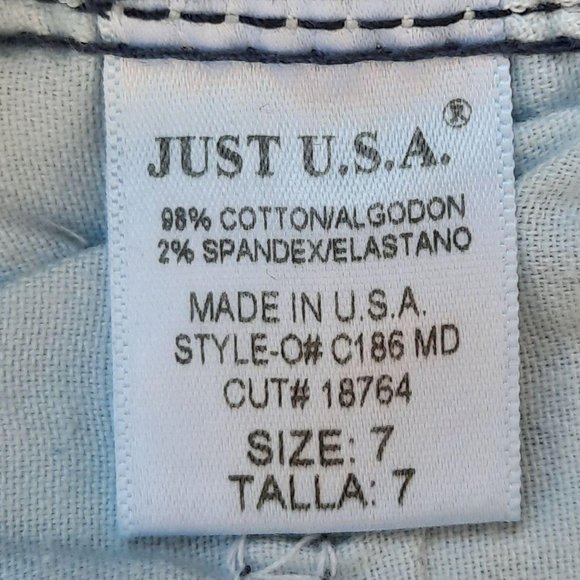 JUST U.S.A.®
98% COTTON/ALGODON
2% SPANDEX/ELASTANO
MADE IN U.S.A.
STYLE-O# C186 MD
CUT# 18764
SIZE: 7
TALLA: 7